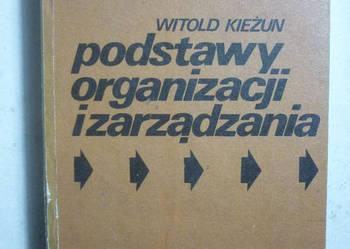 WITOLD KIEŻUN
podstawy
organizacji
i zarządzania